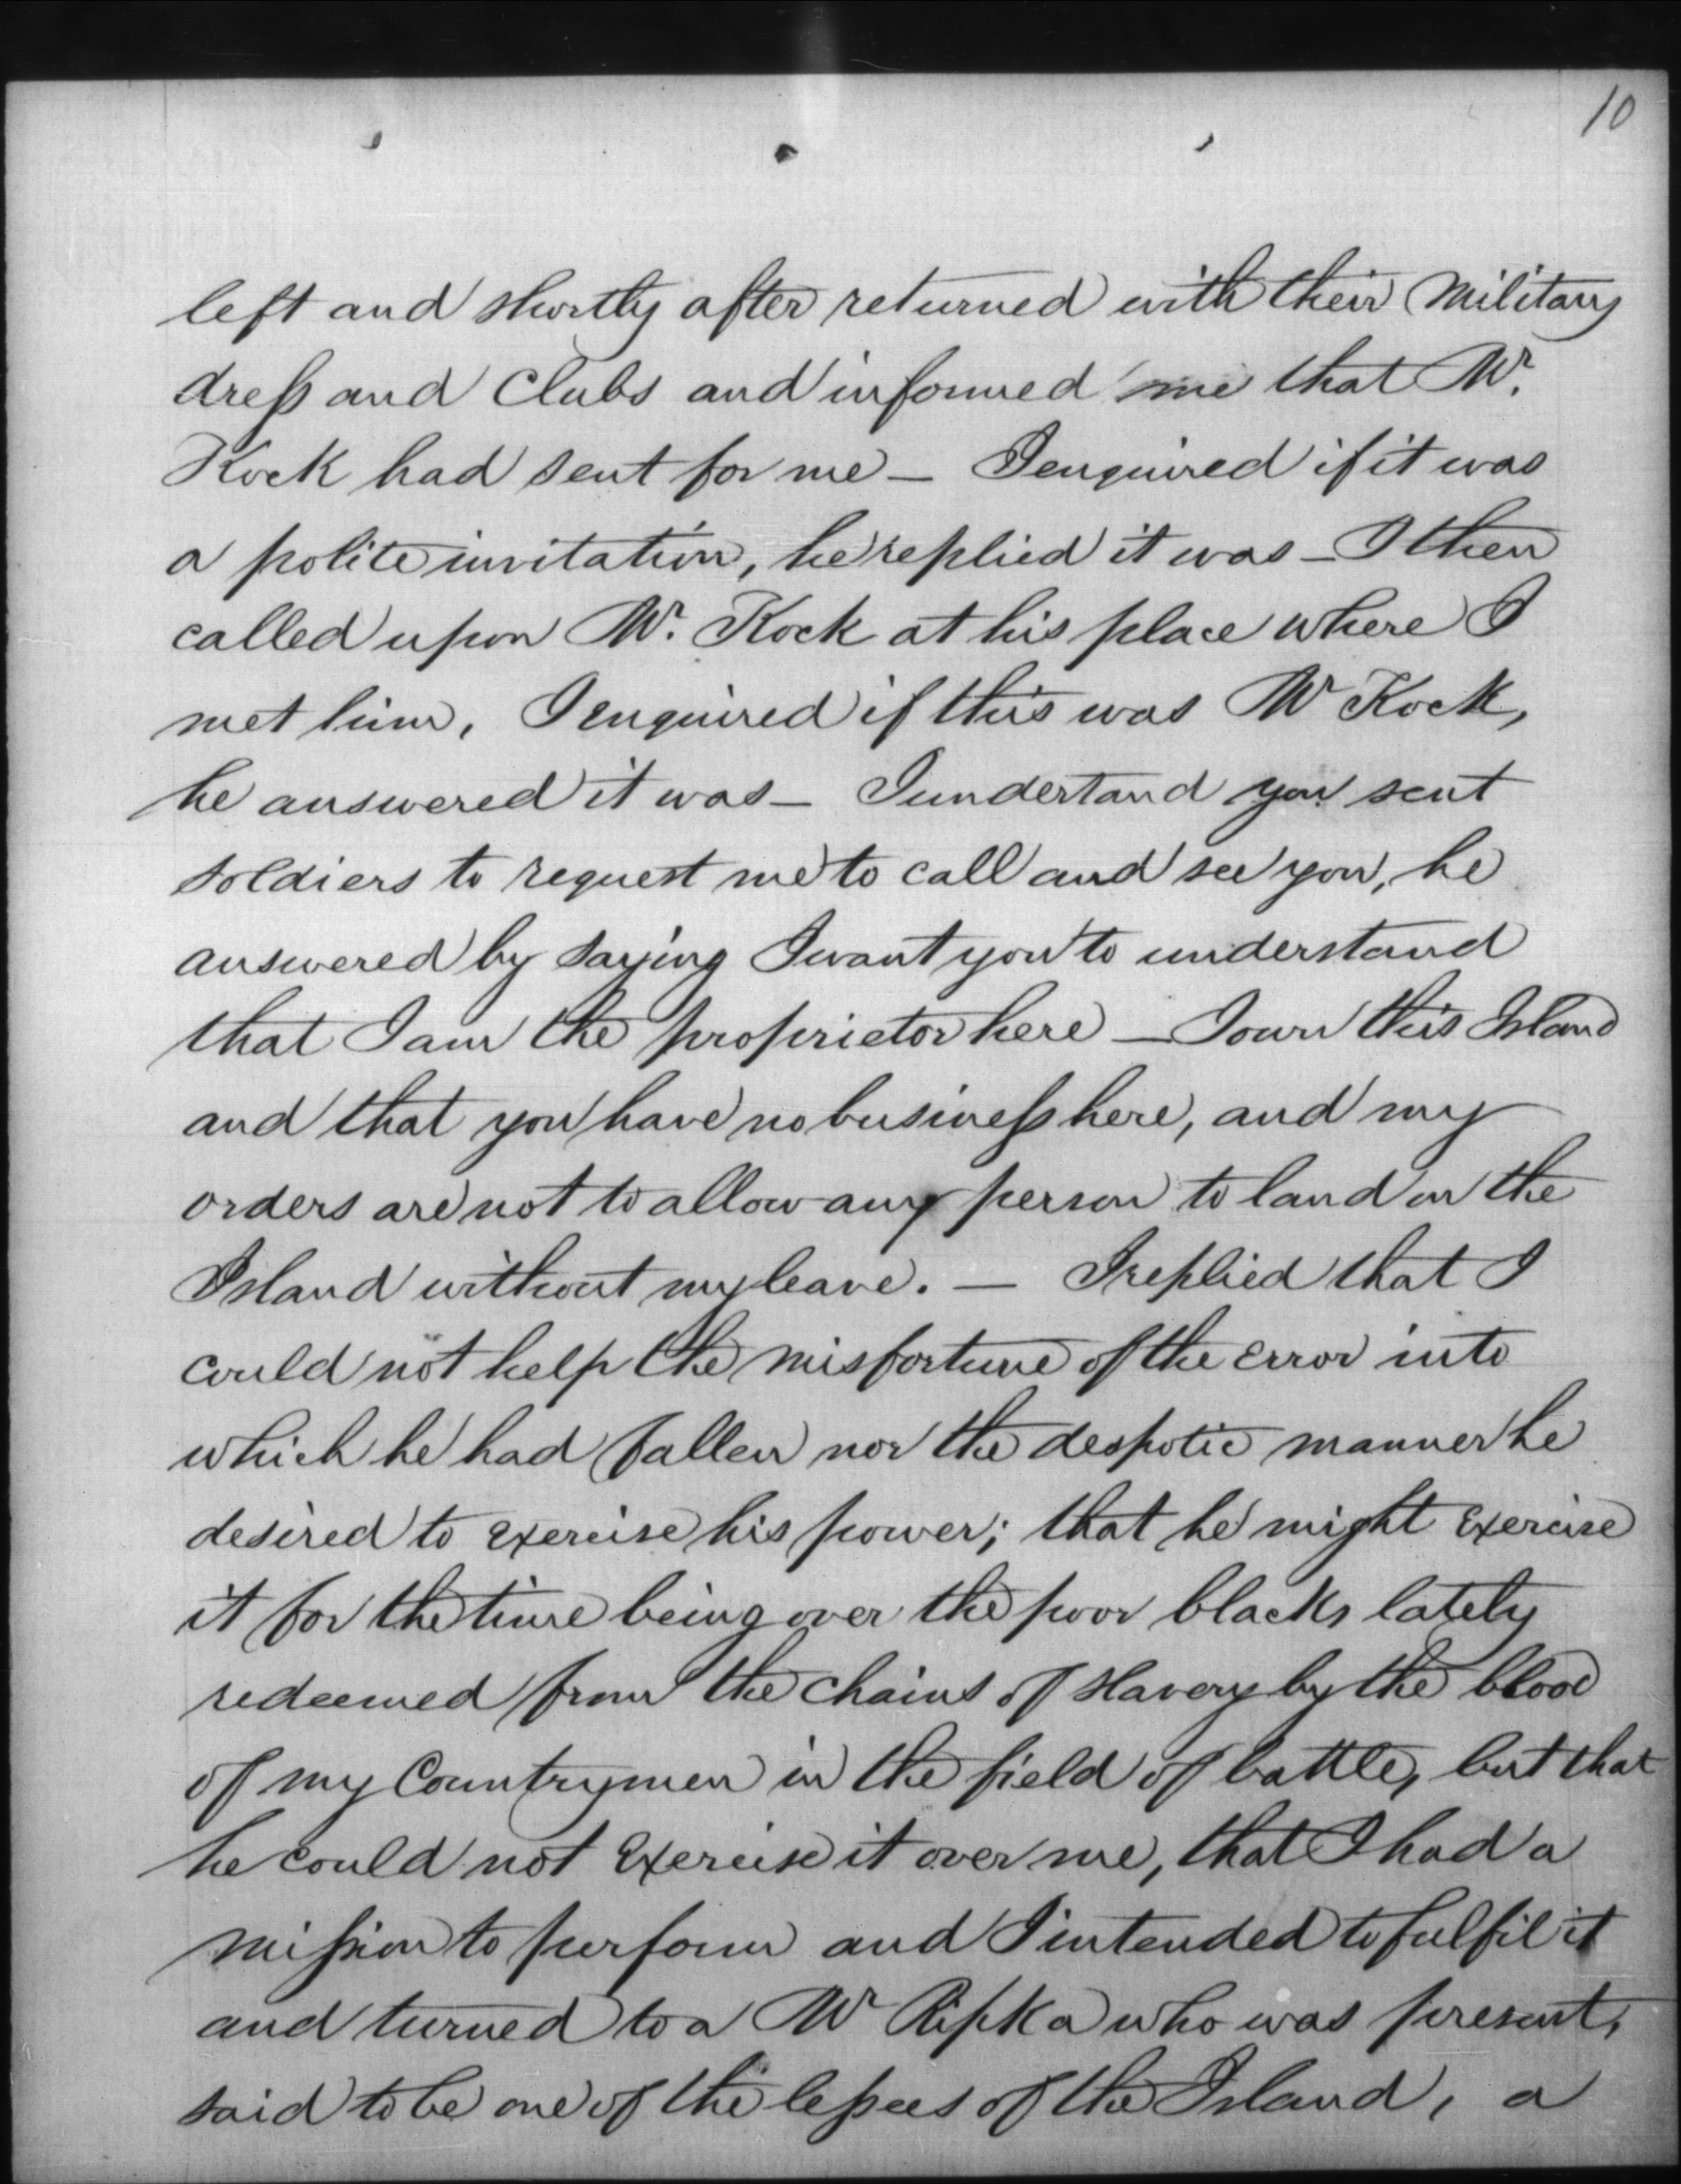 10
left and shortly after returned with their Military
dress and Clubs and informed me that Mr.
Kock had sent for me — I enquired if it was
a polite invitation, he replied it was — I then
called upon Mr. Kock at his place where I
met him, I enquired if this was Mr Kock,
he answered it was — I undertand you sent
soldiers to request me to call and see you, he
answered by saying I want you to understand
that I am the proprietor here — I own this Island
and that you have no business here, and my
orders are not to allow any person to land on the
Island without my leave. — I replied that I
could not help the misfortune of the error into
which he had fallen nor the despotic manner he
desired to exercise his power; that he might exercise
it for the time being over the poor blacks lately
redeemed from the chains of slavery by the blood
of my Countrymen in the field of battle, but that
he could not exercise it over me, that I had a
mission to perform and I intended to fulfil it
and turned to a Mr Ripka who was present,
said to be one of the lessees of the Island, a